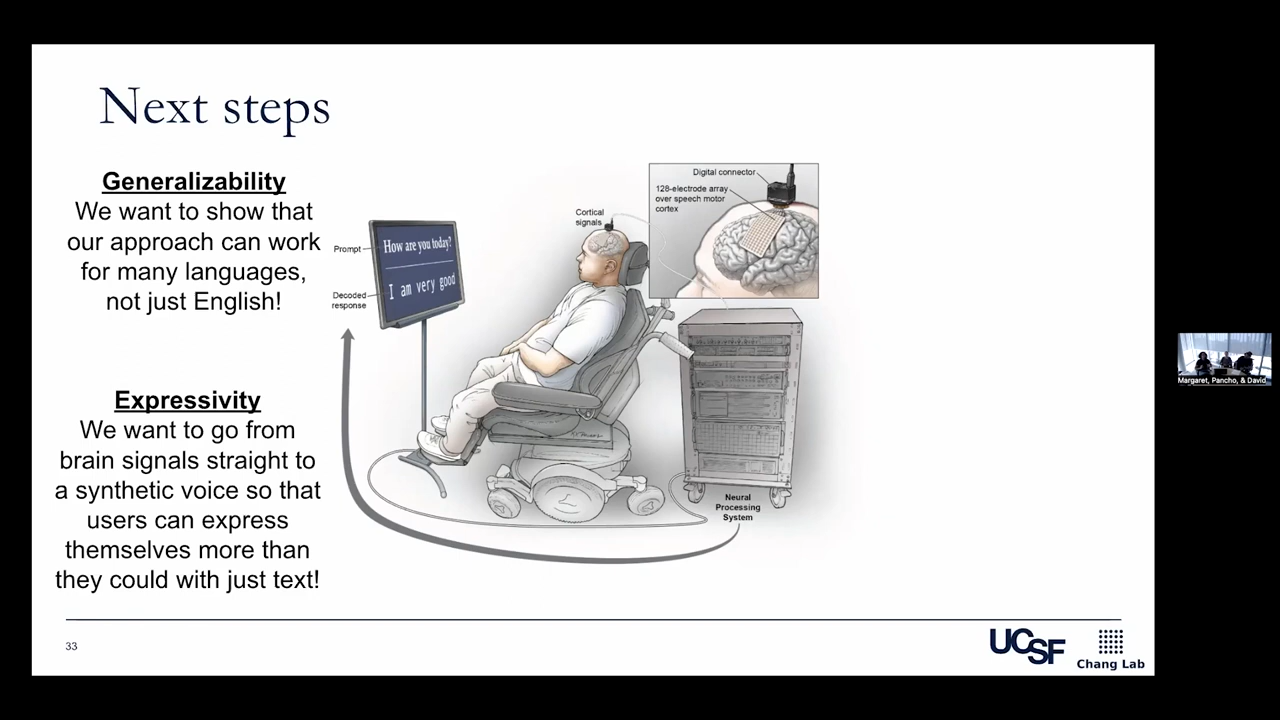 Next steps
Generalizability
We want to show that
our approach can work
for many languages,
not just English!
Expressivity
We want to go from
brain signals straight to
a synthetic voice so that
users can express
themselves more than
they could with just text!
Prompt
How are you today?
Decoded
response
I am very good
Cortical
signals
Digital connector
128-electrode array
over speech motor
cortex
Neural
Processing
System
33
UCSF
Chang Lab
Margaret, Pancho, & David